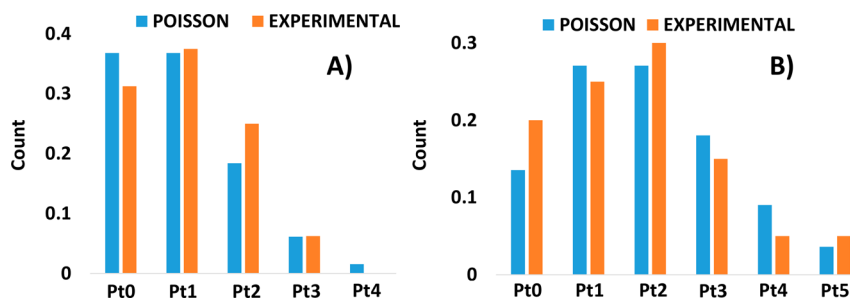 POISSON EXPERIMENTAL
A)
Count
0.4
0.3
0.2
0.1
0
Pt0 Pt1 Pt2 Pt3 Pt4
POISSON EXPERIMENTAL
B)
Count
0.3
0.2
0.1
0
Pt0 Pt1 Pt2 Pt3 Pt4 Pt5